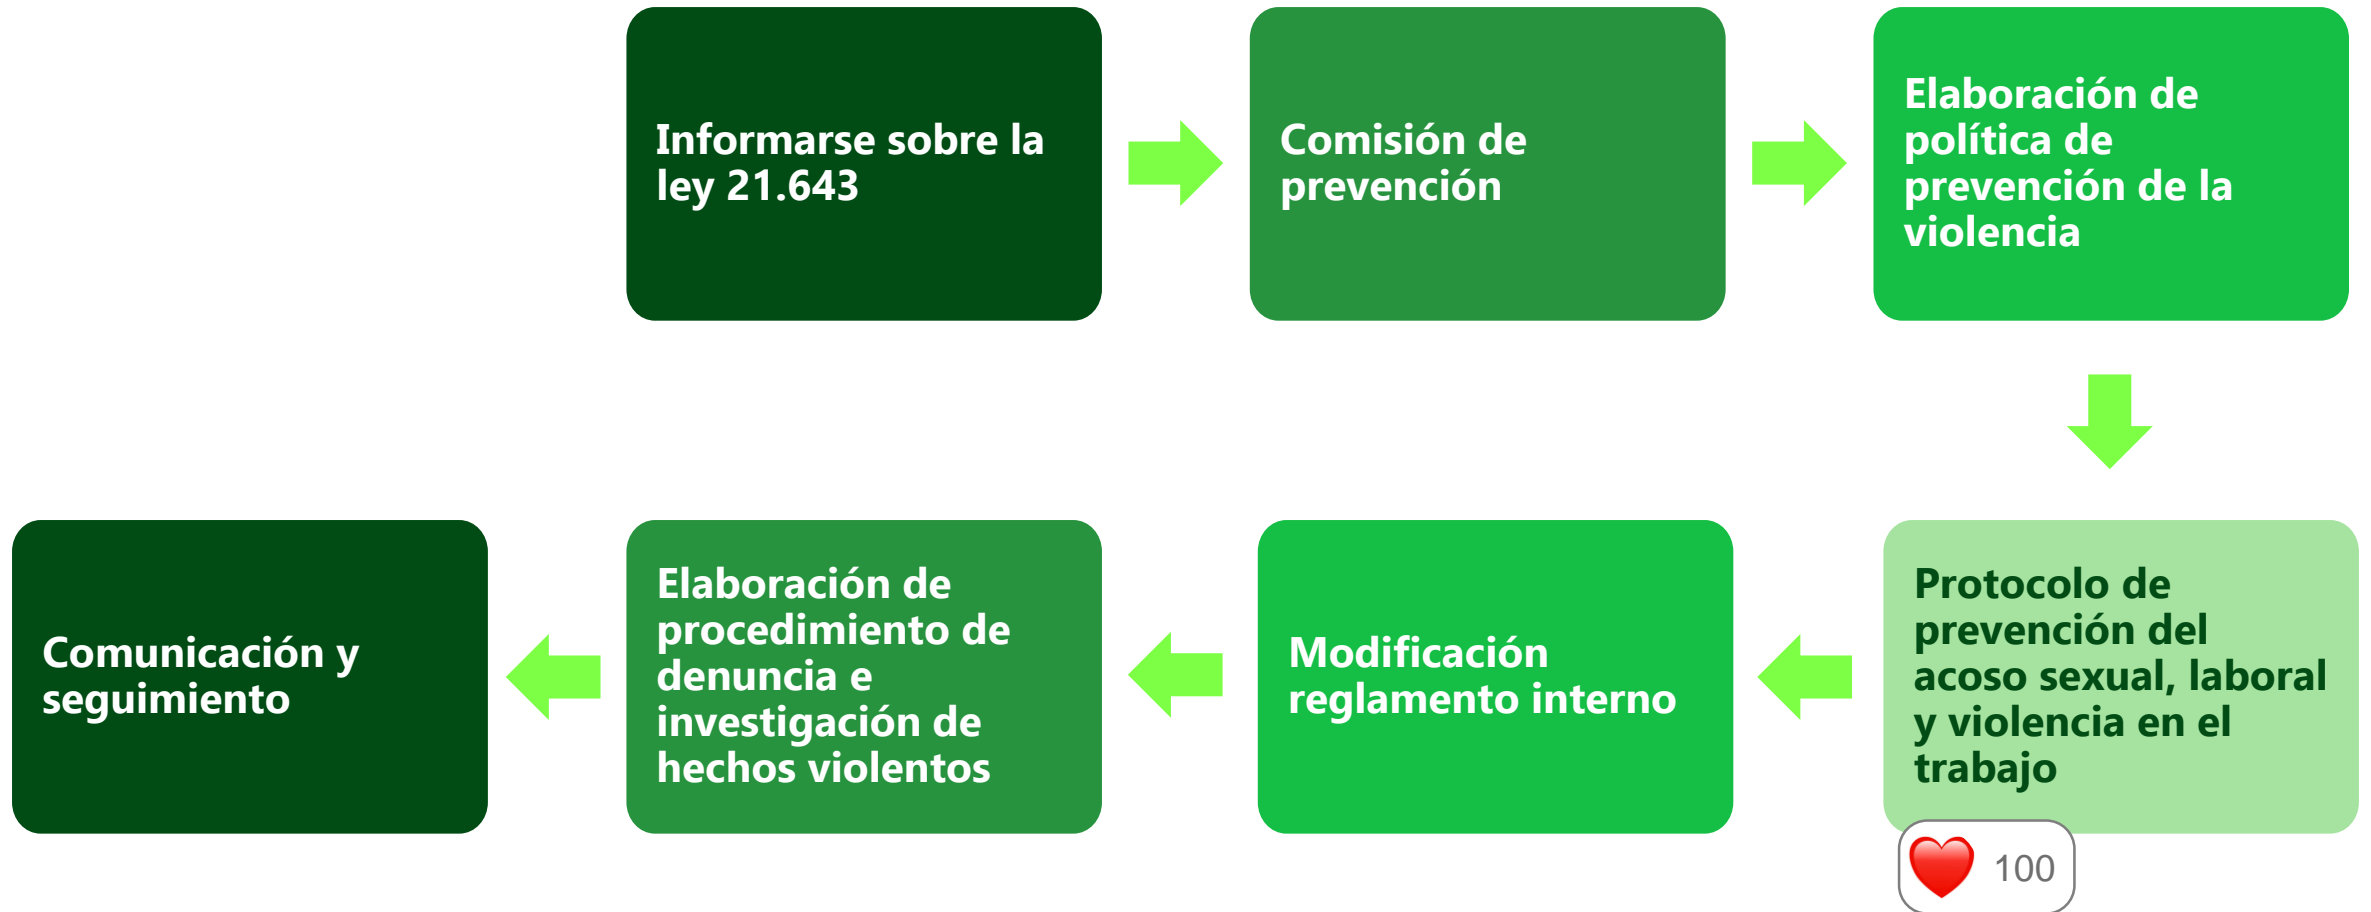 Informarse sobre la
ley 21.643
Comisión de
prevención
Elaboración de
política de
prevención de la
violencia
Protocolo de
prevención del
acoso sexual, laboral
y violencia en el
trabajo
100
Modificación
reglamento interno
Elaboración de
procedimiento de
denuncia e
investigación de
hechos violentos
Comunicación y
seguimiento